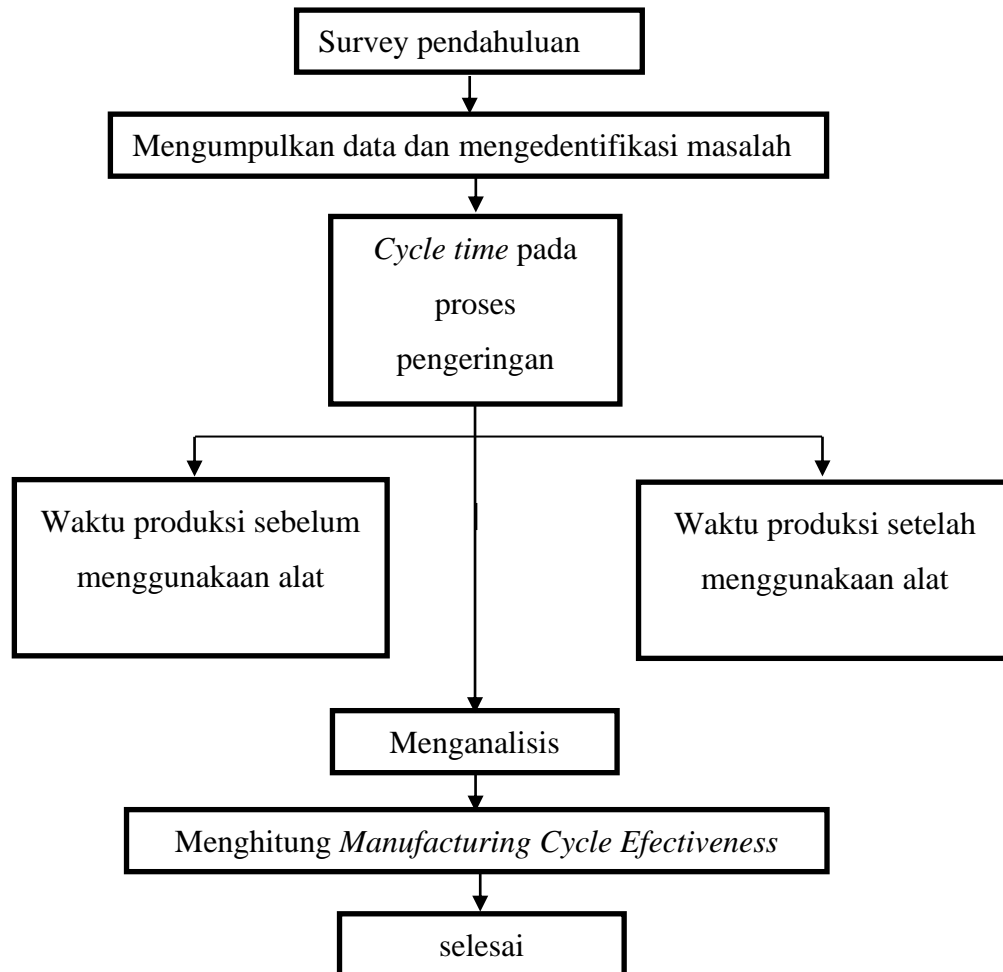 Survey pendahuluan
Mengumpulkan data dan mengedentifikasi masalah
Cycle time pada
proses
pengeringan
Waktu produksi sebelum
menggunakaan alat
Waktu produksi setelah
menggunakaan alat
Menganalisis
Menghitung Manufacturing Cycle Efectiveness
selesai